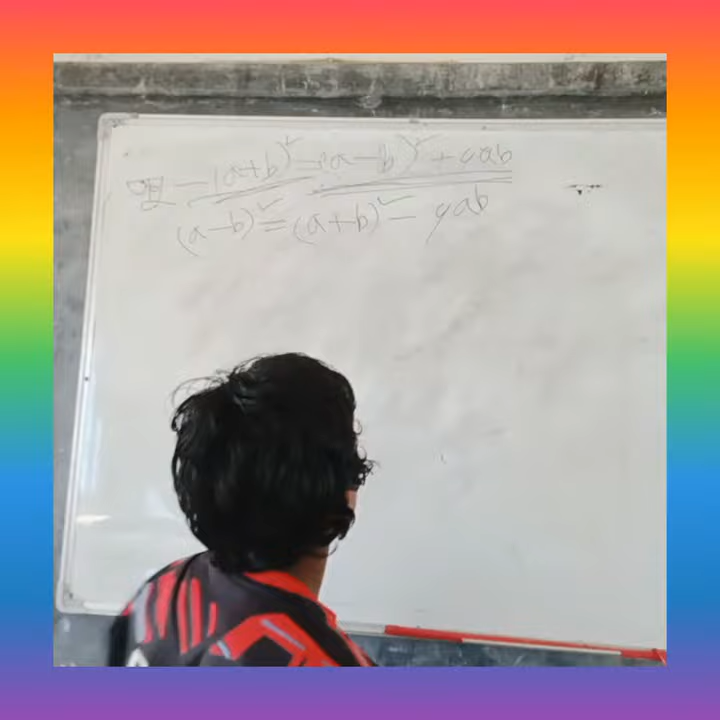 (a+b)² = (a-b)² + 4ab
(a-b)² = (a+b)² - 4ab